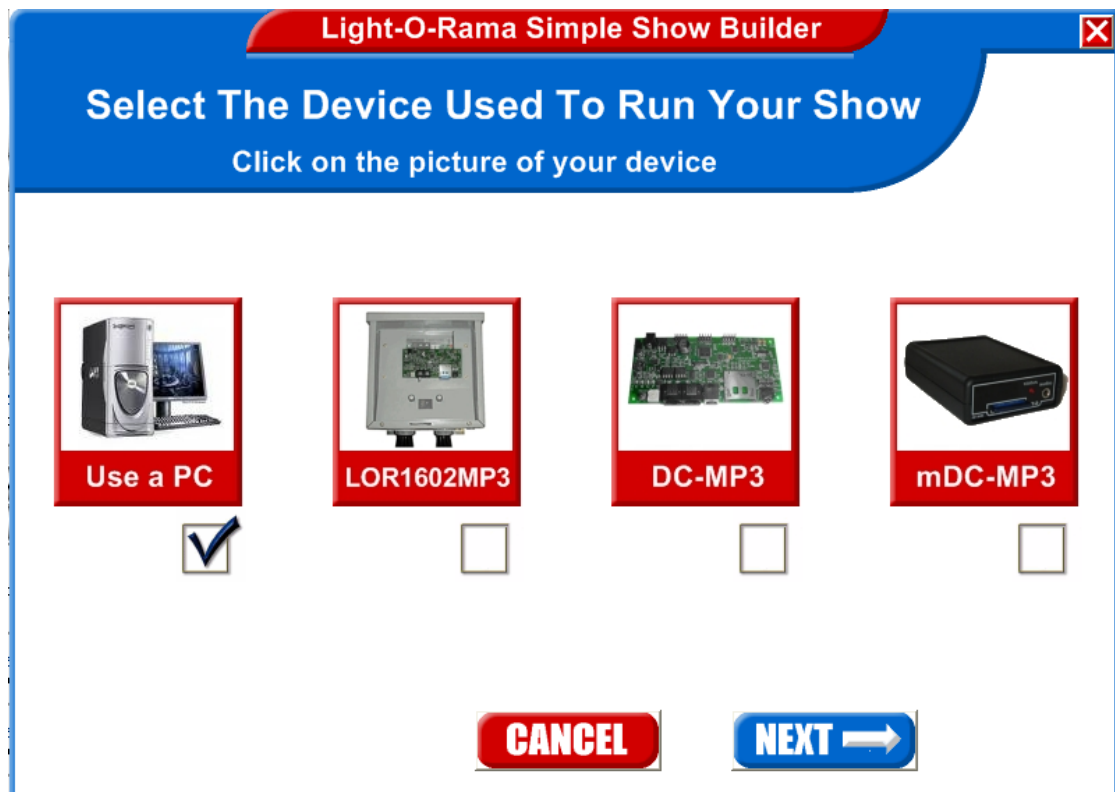 Light-O-Rama Simple Show Builder
Select The Device Used To Run Your Show
Click on the picture of your device
Use a PC
LOR1602MP3
DC-MP3
mDC-MP3
CANCEL
NEXT